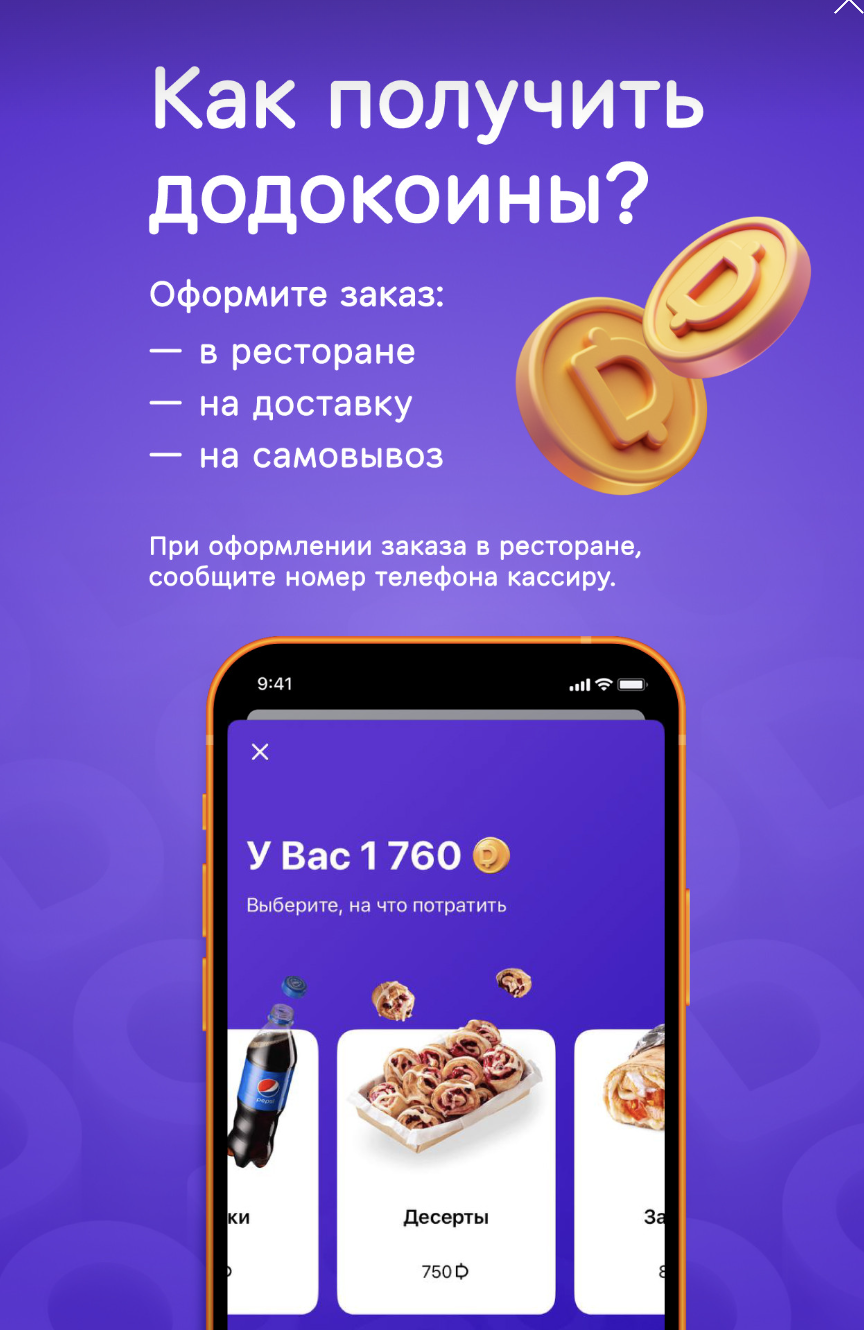 Как получить
додокоины?
Оформите заказ:
— в ресторане
— на доставку
— на самовывоз
При оформлении заказа в ресторане,
сообщите номер телефона кассиру.
9:41
У Вас 1 760
Выберите, на что потратить
pepsi
ки
Десерты
За
750
8